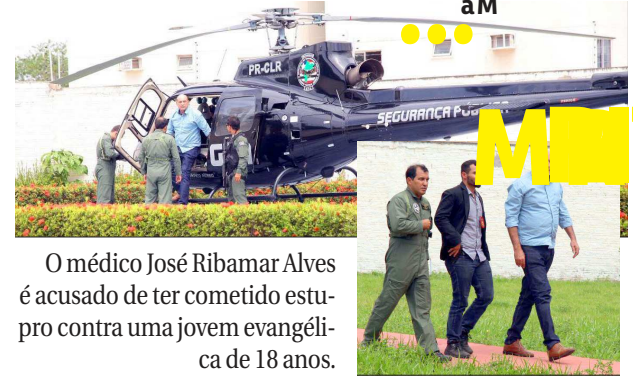 aM
PR-CLR
SEGURANÇA
G
M
O médico José Ribamar Alves
é acusado de ter cometido estu-
pro contra uma jovem evangéli-
ca de 18 anos.